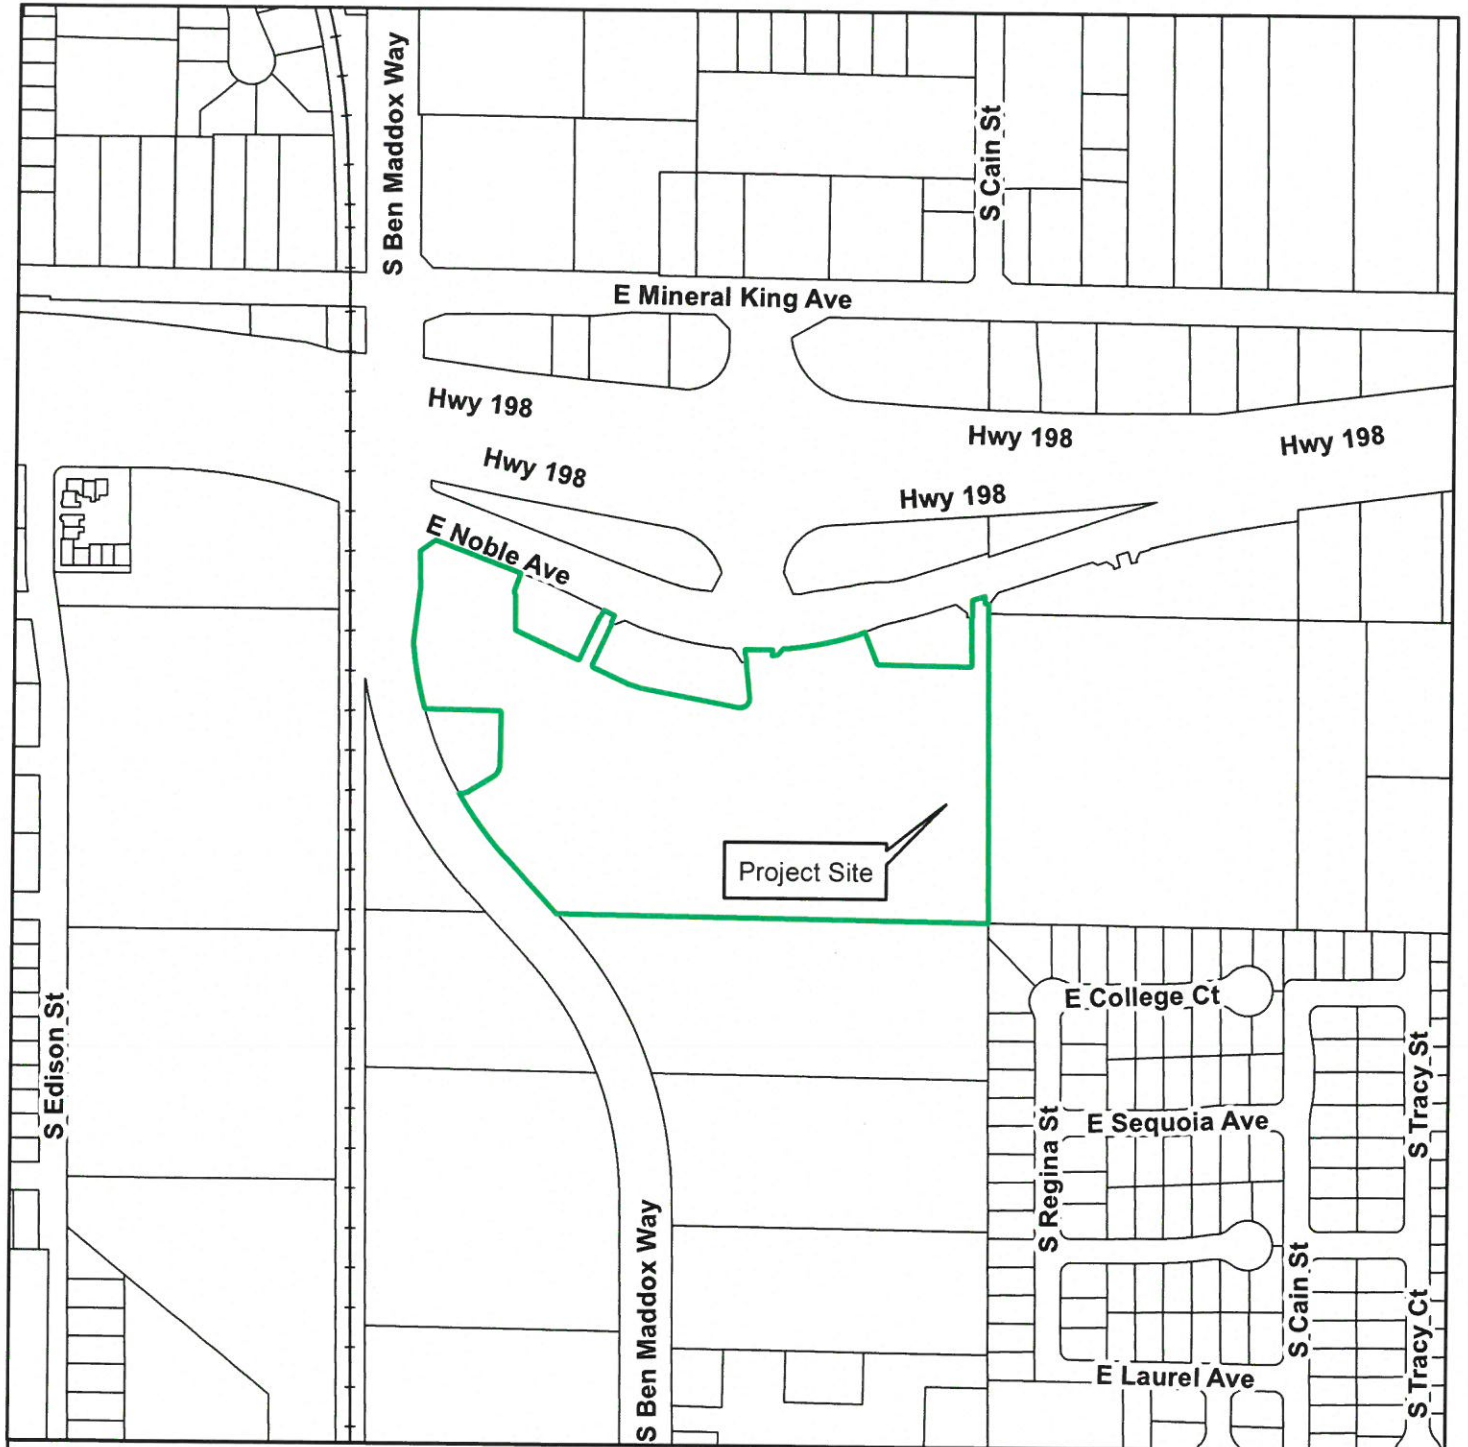 S Ben Maddox Way
S Cain St
E Mineral King Ave
Hwy 198
Hwy 198
Hwy 198
Hwy 198
Hwy 198
E Noble Ave
Project Site
E College Ct
S Edison St
S Tracy St
E Sequoia Ave
S Regina St
S Ben Maddox Way
S Cain St
S Tracy Ct
E Laurel Ave